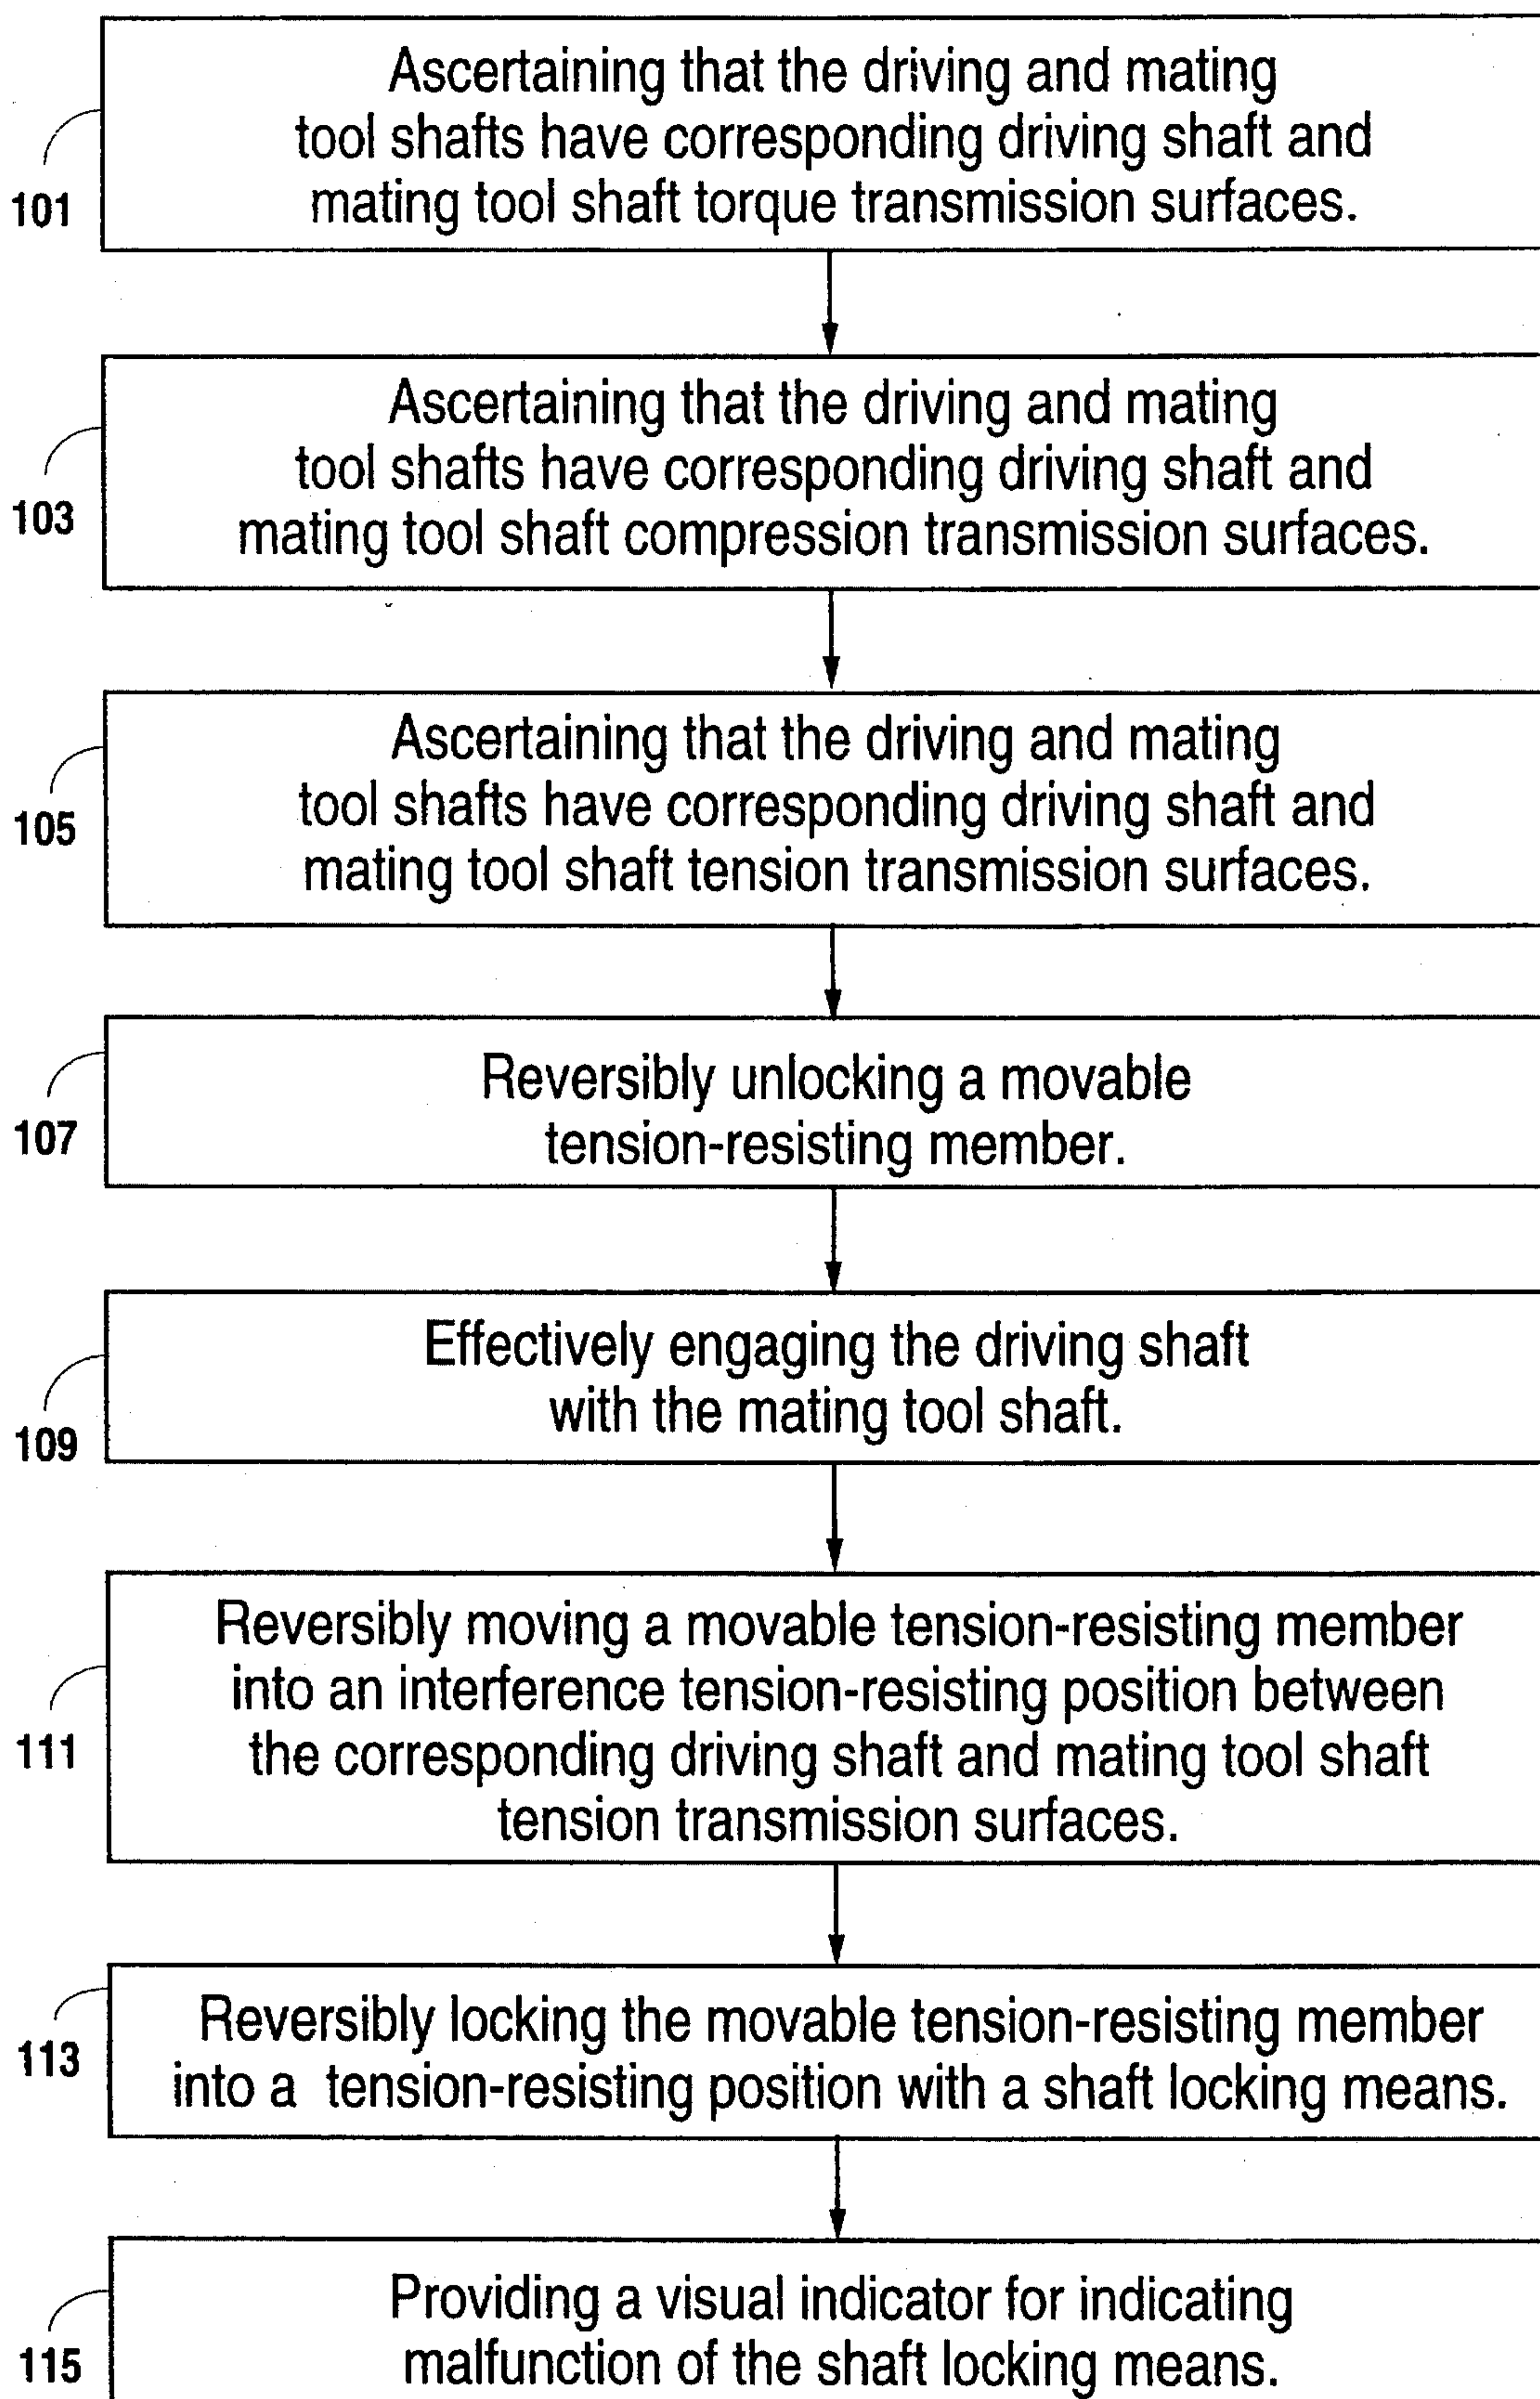 Ascertaining that the driving and mating
tool shafts have corresponding driving shaft and
mating tool shaft torque transmission surfaces.
101
Ascertaining that the driving and mating
tool shafts have corresponding driving shaft and
mating tool shaft compression transmission surfaces.
103
Ascertaining that the driving and mating
tool shafts have corresponding driving shaft and
mating tool shaft tension transmission surfaces.
105
Reversibly unlocking a movable
tension-resisting member.
107
Effectively engaging the driving shaft
with the mating tool shaft.
109
Reversibly moving a movable tension-resisting member
into an interference tension-resisting position between
the corresponding driving shaft and mating tool shaft
tension transmission surfaces.
111
Reversibly locking the movable tension-resisting member
into a tension-resisting position with a shaft locking means.
113
Providing a visual indicator for indicating
malfunction of the shaft locking means.
115